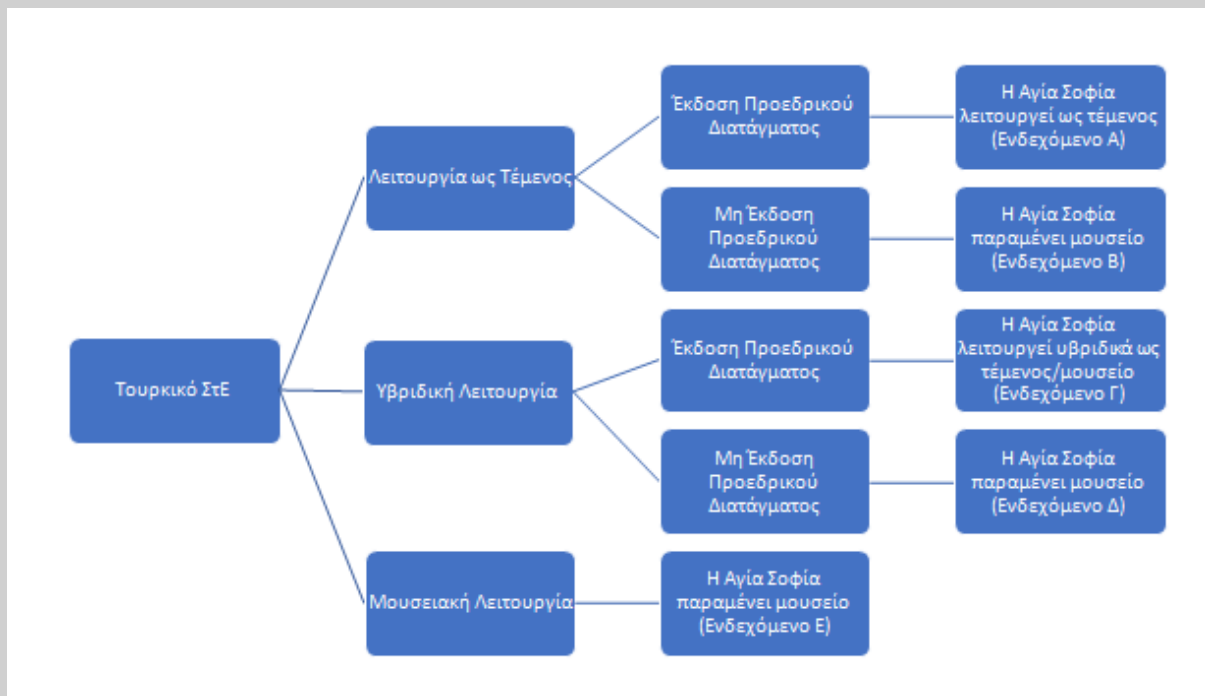 Τουρκικό ΣτΕ
Λειτουργία ως Τέμενος
Έκδοση Προεδρικού
Διατάγματος
Η Αγία Σοφία
λειτουργεί ως τέμενος
(Ενδεχόμενο Α)
Μη Έκδοση
Προεδρικού
Διατάγματος
Η Αγία Σοφία
παραμένει μουσείο
(Ενδεχόμενο Β)
Υβριδική Λειτουργία
Έκδοση Προεδρικού
Διατάγματος
Η Αγία Σοφία
λειτουργεί υβριδικά ως
τέμενος/μουσείο
(Ενδεχόμενο Γ)
Μη Έκδοση
Προεδρικού
Διατάγματος
Η Αγία Σοφία
παραμένει μουσείο
(Ενδεχόμενο Δ)
Μουσειακή Λειτουργία
Η Αγία Σοφία
παραμένει μουσείο
(Ενδεχόμενο Ε)